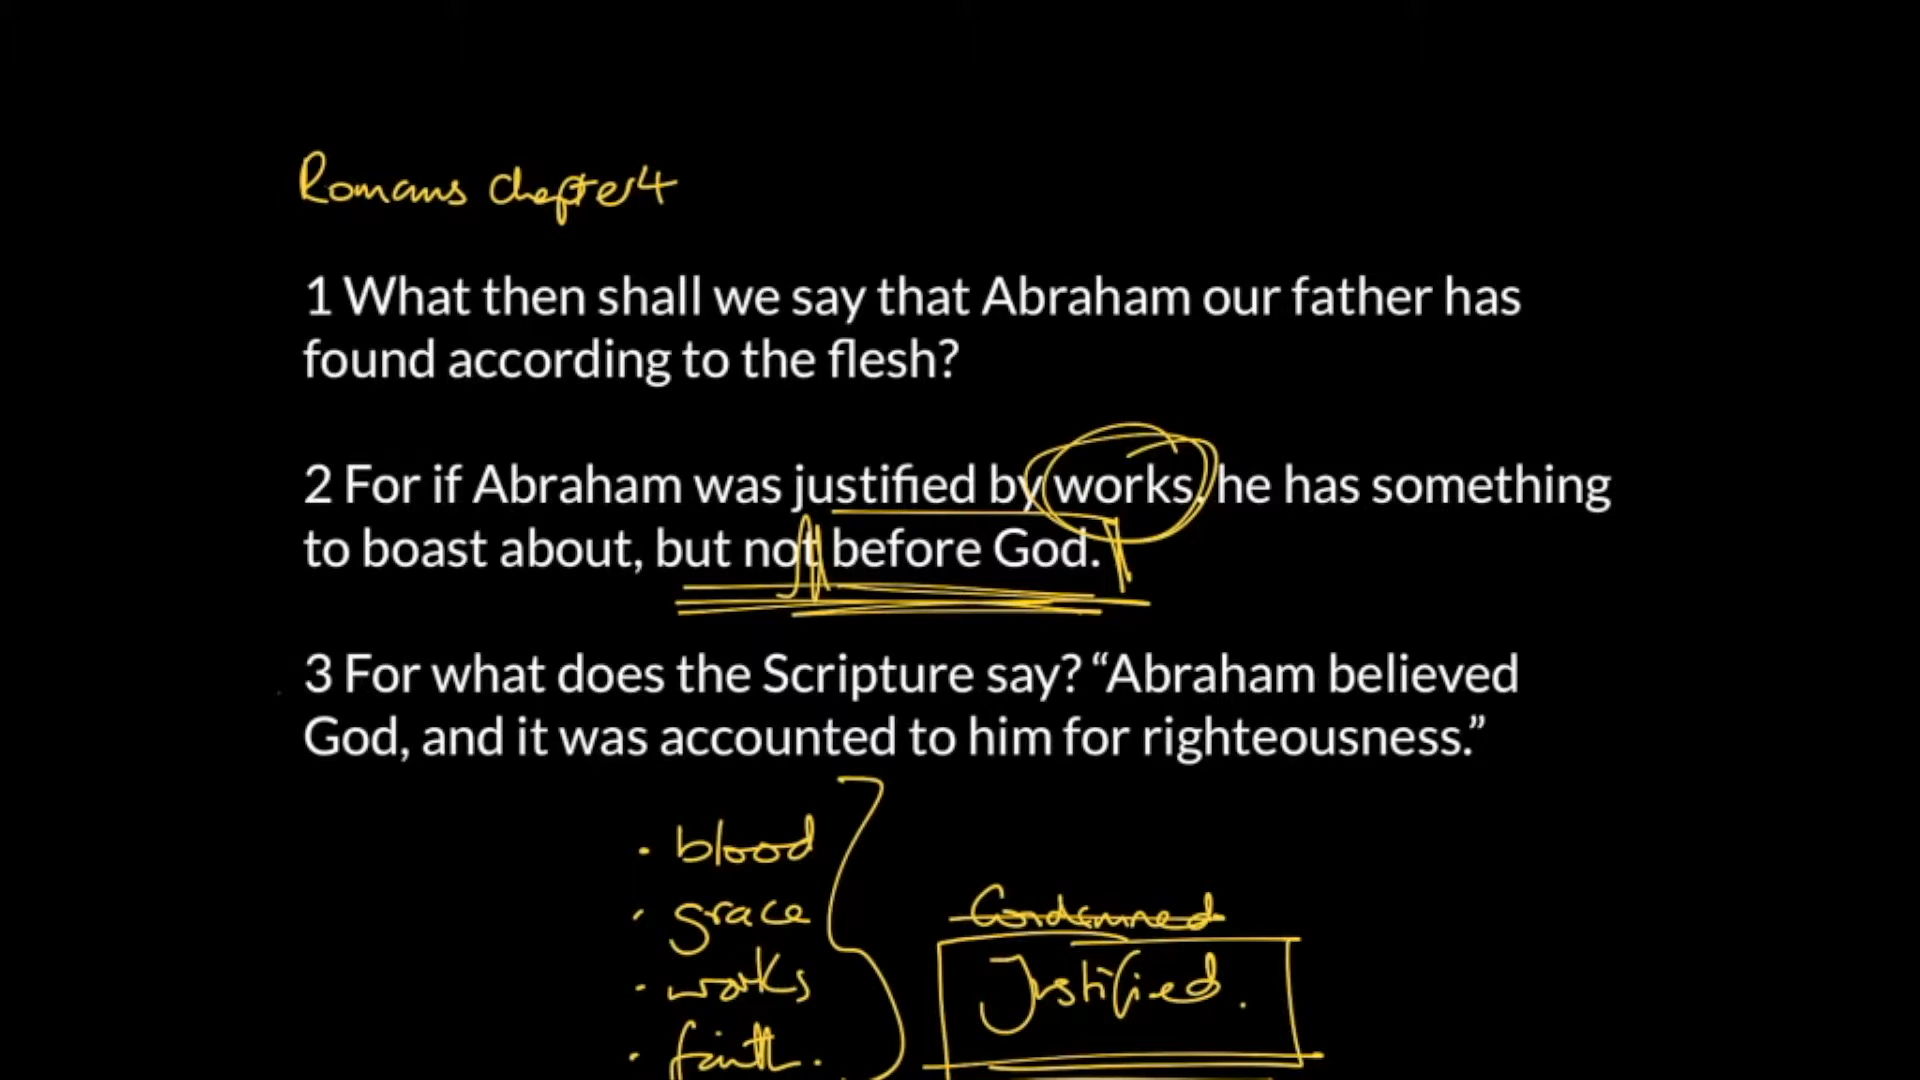 Romans chapter 4
1 What then shall we say that Abraham our father has
found according to the flesh?
2 For if Abraham was justified by works, he has something
to boast about, but not before God.
3 For what does the Scripture say? “Abraham believed
God, and it was accounted to him for righteousness.”
· blood
· grace
· works
· faith.
Condemned
Justified.